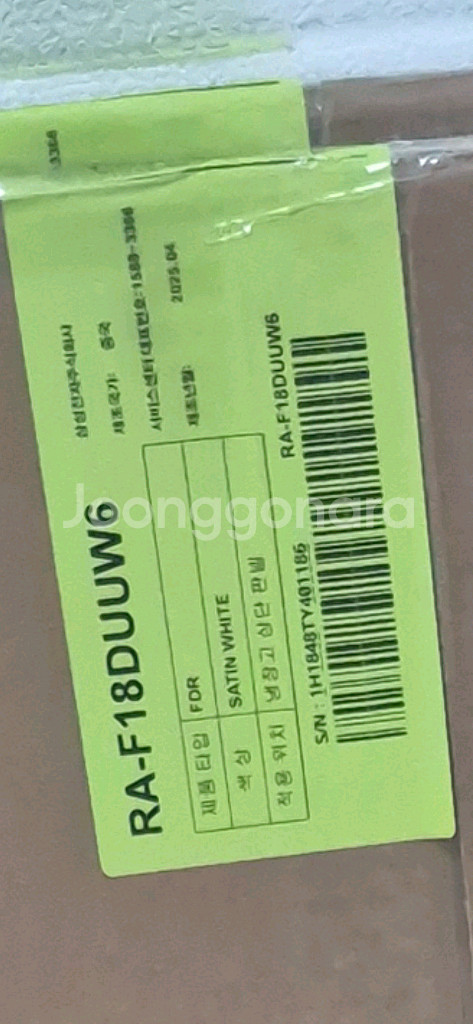 RA-F18DUUW6
제품 타입 FDR
색 상 SATIN WHITE
적용 위치 냉장고 상단 판넬
삼성전자주식회사
제조국가: 중국
서비스센터 대표번호:1588-3366
제조년월: 2025.04
RA-F18DUUW6
S/N : 1H1848TY401186
3366
Joonggonara